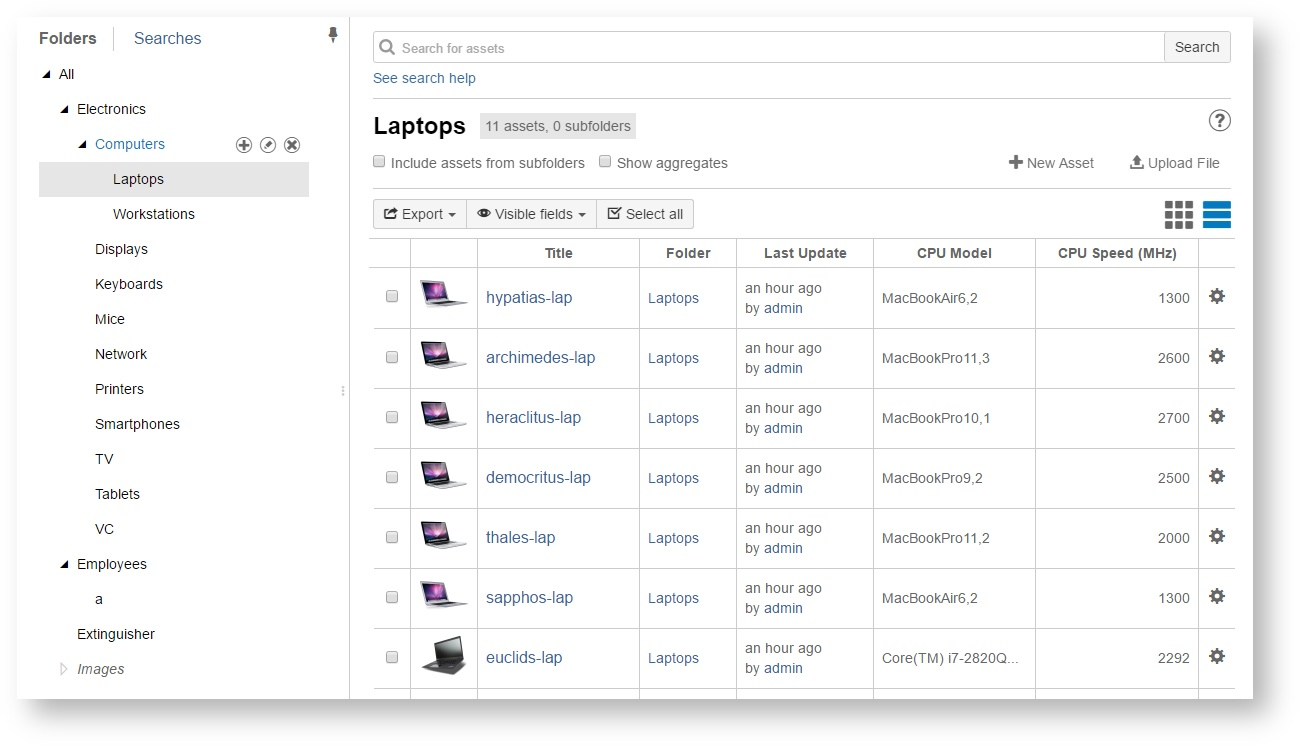 Folders Searches
All
Electronics
Computers
Laptops
Workstations
Displays
Keyboards
Mice
Network
Printers
Smartphones
TV
Tablets
VC
Employees
a
Extinguisher
Images
Search for assets Search
See search help
Laptops 11 assets, 0 subfolders ?
Include assets from subfolders Show aggregates New Asset Upload File
Export Visible fields Select all
Title Folder Last Update CPU Model CPU Speed (MHz)
hypatias-lap Laptops an hour ago MacBookAir6,2 1300
by admin
archimedes-lap Laptops an hour ago MacBookPro11,3 2600
by admin
heraclitus-lap Laptops an hour ago MacBookPro10,1 2700
by admin
democritus-lap Laptops an hour ago MacBookPro9,2 2500
by admin
thales-lap Laptops an hour ago MacBookPro11,2 2000
by admin
sapphos-lap Laptops an hour ago MacBookAir6,2 1300
by admin
euclids-lap Laptops an hour ago Core(TM) i7-2820Q... 2292
by admin